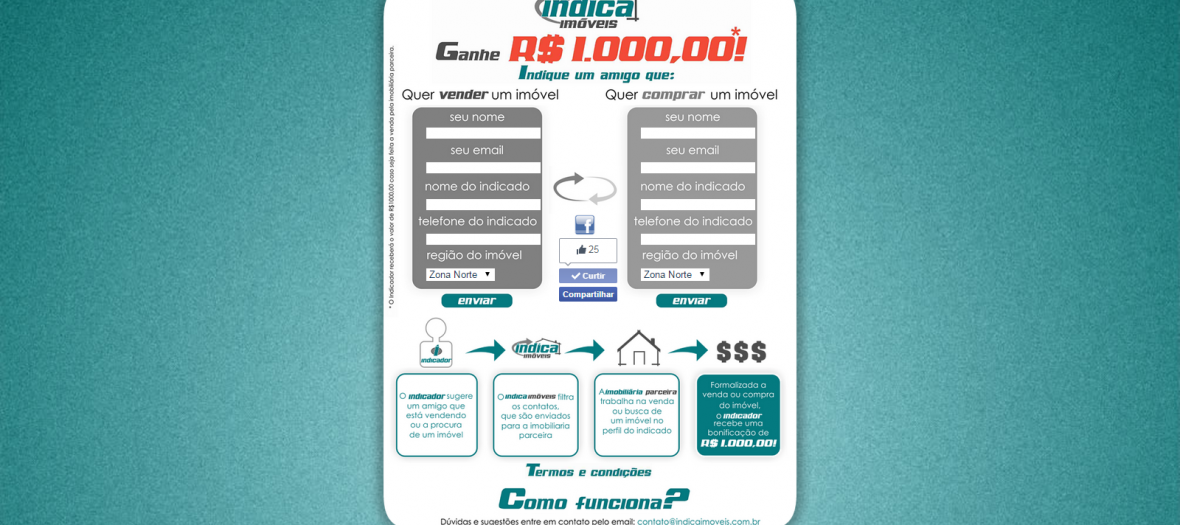 indica
imóveis
Ganhe R$ 1.000,00!*
Indique um amigo que:
Quer vender um imóvel
seu nome
seu email
nome do indicado
telefone do indicado
região do imóvel
Zona Norte
enviar
25
Curtir
Compartilhar
Quer comprar um imóvel
seu nome
seu email
nome do indicado
telefone do indicado
região do imóvel
Zona Norte
enviar
* O indicador receberá o valor de R$1000,00 caso seja feita a venda pela imobiliária parceira.
indicador
indica
imóveis
$$$
O indicador sugere
um amigo que
está vendendo
ou a procura
de um imóvel
O indicaimóveis filtra
os contatos,
que são enviados
para a imobiliaria
parceira
A imobiliária parceira
trabalha na venda
ou busca de
um imóvel no
perfil do indicado
Formalizada a
venda ou compra
do imóvel,
o indicador
recebe uma
bonificação de
R$ 1.000,00!
Termos e condições
Como funciona?
Dúvidas e sugestões entre em contato pelo email: contato@indicaimoveis.com.br